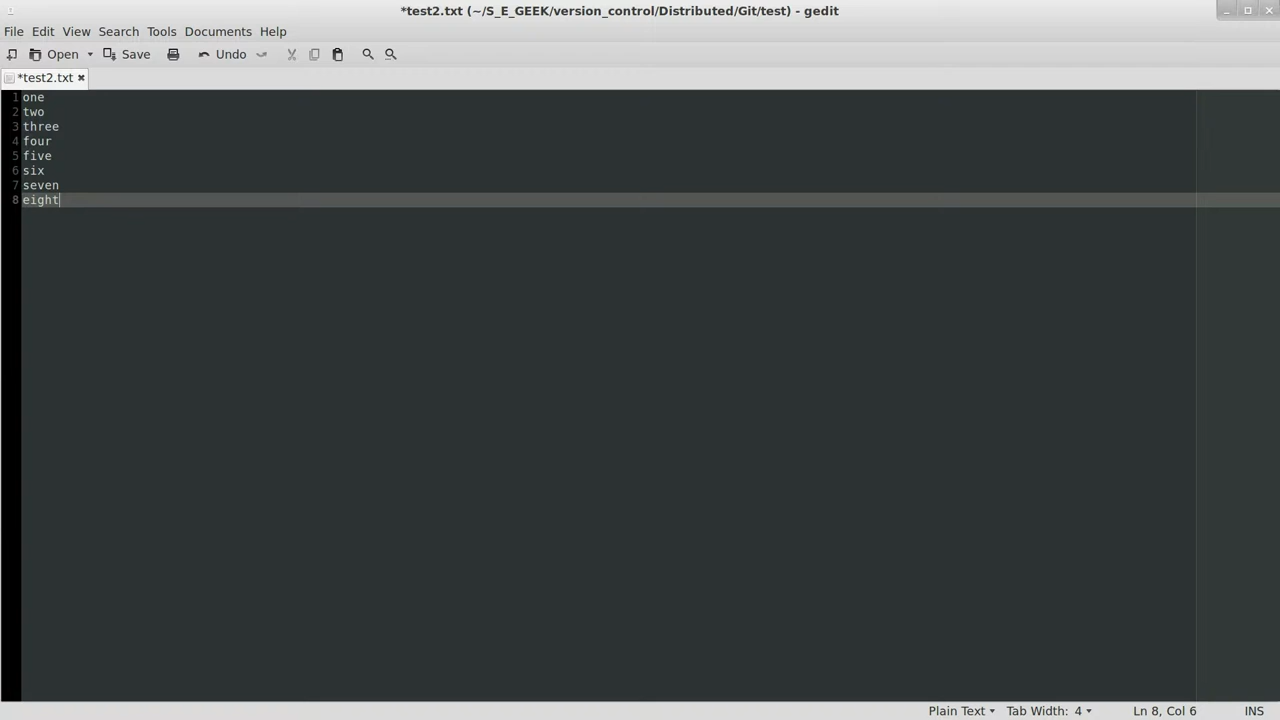 *test2.txt (~/S_E_GEEK/version_control/Distributed/Git/test) - gedit
File Edit View Search Tools Documents Help
Open Save Undo
*test2.txt
1 one
2 two
3 three
4 four
5 five
6 six
7 seven
8 eight
Plain Text Tab Width: 4 Ln 8, Col 6 INS